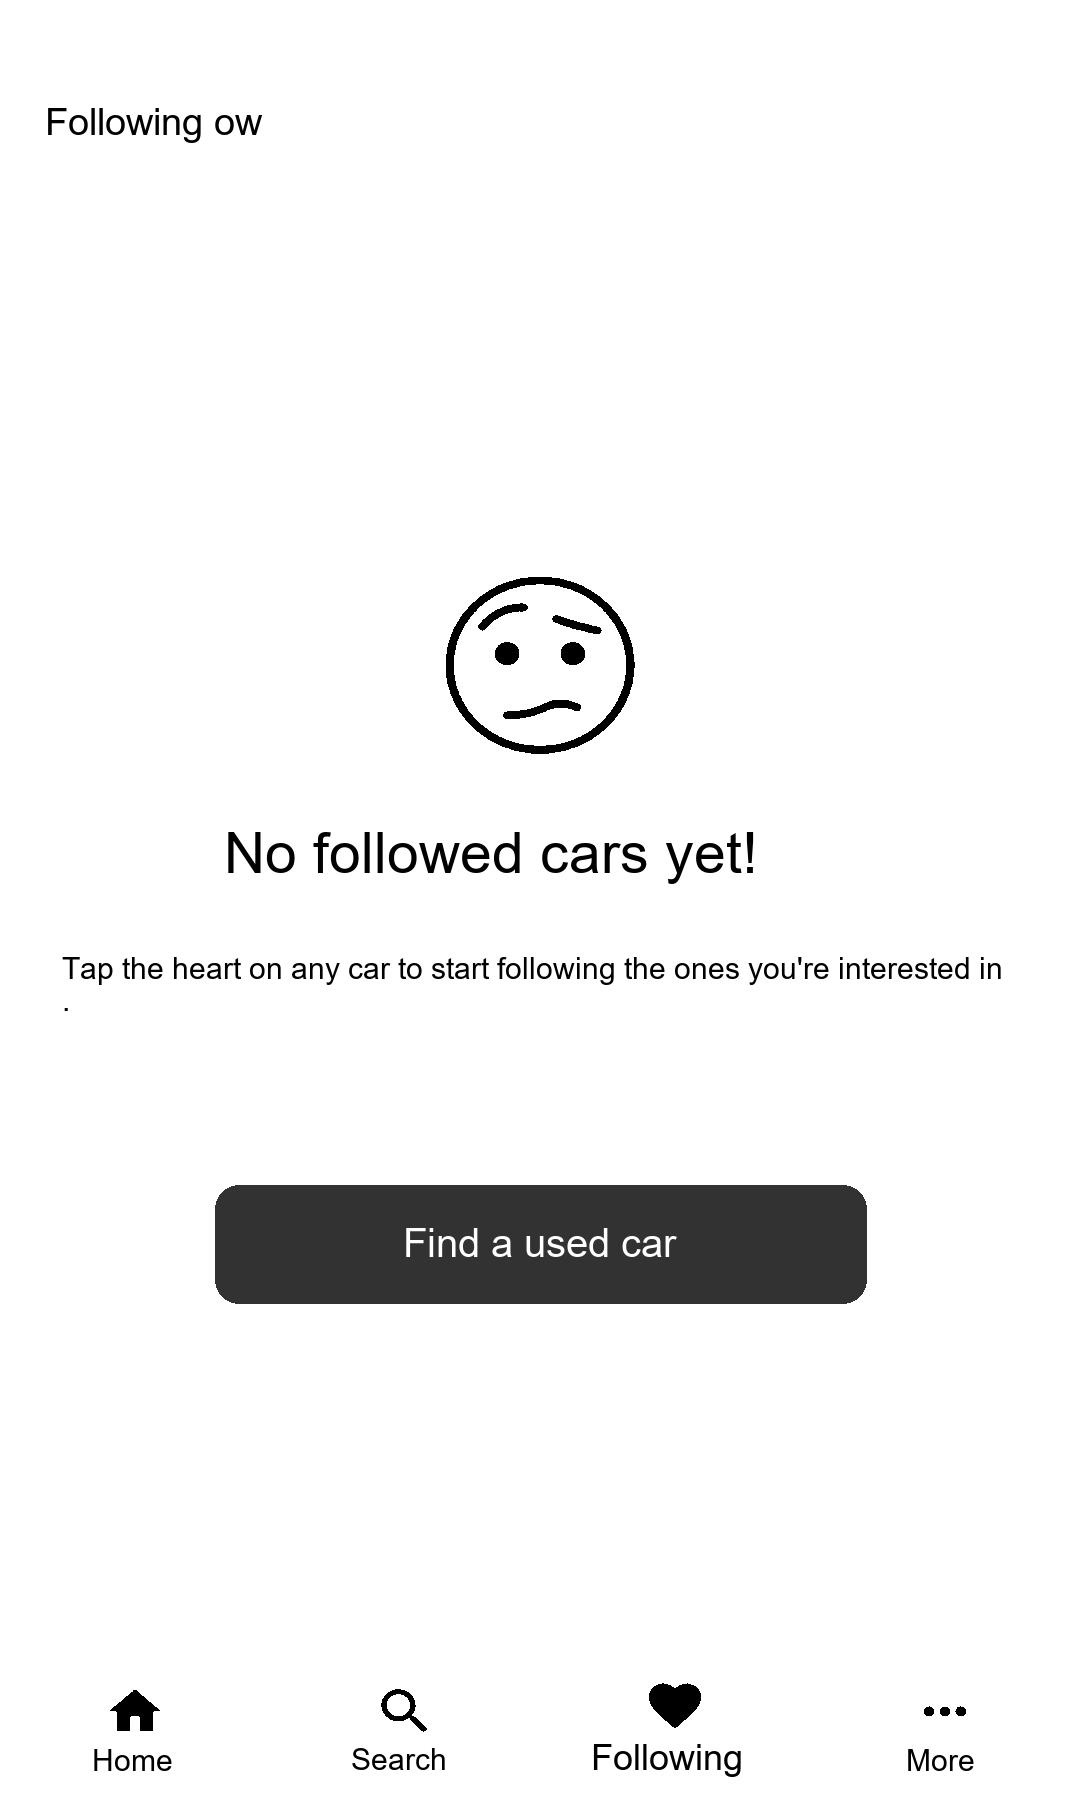 Following ow
No followed cars yet!
Tap the heart on any car to start following the ones you're interested in
.
Find a used car
Home
Search
Following
More